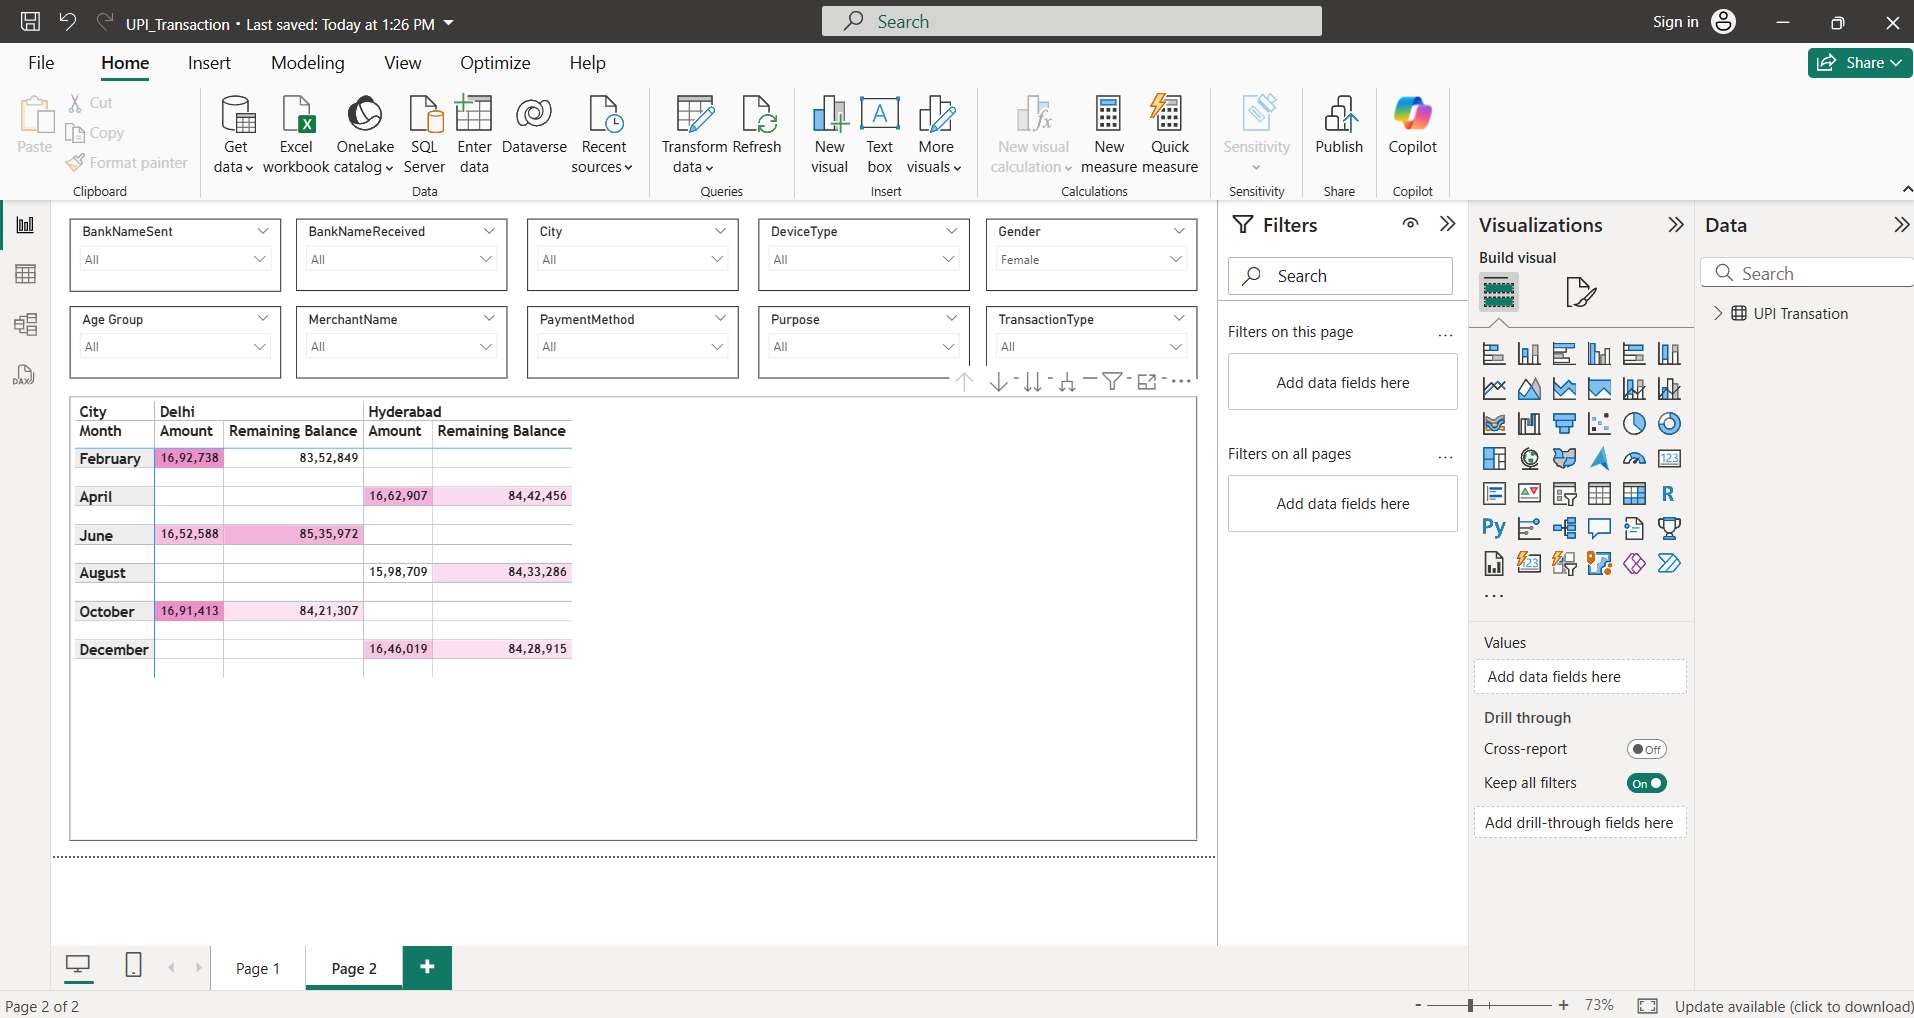 UPI_Transaction • Last saved: Today at 1:26 PM
Search
Sign in
File Home Insert Modeling View Optimize Help
Share
Paste
Cut
Copy
Format painter
Clipboard
Get data
Excel workbook
OneLake catalog
SQL Server
Enter data
Dataverse
Recent sources
Data
Transform data
Refresh
Queries
New visual
Text box
More visuals
Insert
New visual calculation
New measure
Quick measure
Calculations
Sensitivity
Sensitivity
Publish
Share
Copilot
Copilot
BankNameSent
All
BankNameReceived
All
City
All
DeviceType
All
Gender
Female
Age Group
All
MerchantName
All
PaymentMethod
All
Purpose
All
TransactionType
All
City Delhi Hyderabad
Month Amount Remaining Balance Amount Remaining Balance
February 16,92,738 83,52,849
April 16,62,907 84,42,456
June 16,52,588 85,35,972
August 15,98,709 84,33,286
October 16,91,413 84,21,307
December 16,46,019 84,28,915
Filters
Search
Filters on this page
Add data fields here
Filters on all pages
Add data fields here
Visualizations
Build visual
123
R
Py
123
Values
Add data fields here
Drill through
Cross-report
Off
Keep all filters
On
Add drill-through fields here
Data
Search
UPI Transation
DAX
Page 1
Page 2
+
Page 2 of 2
- + 73%
Update available (click to download)